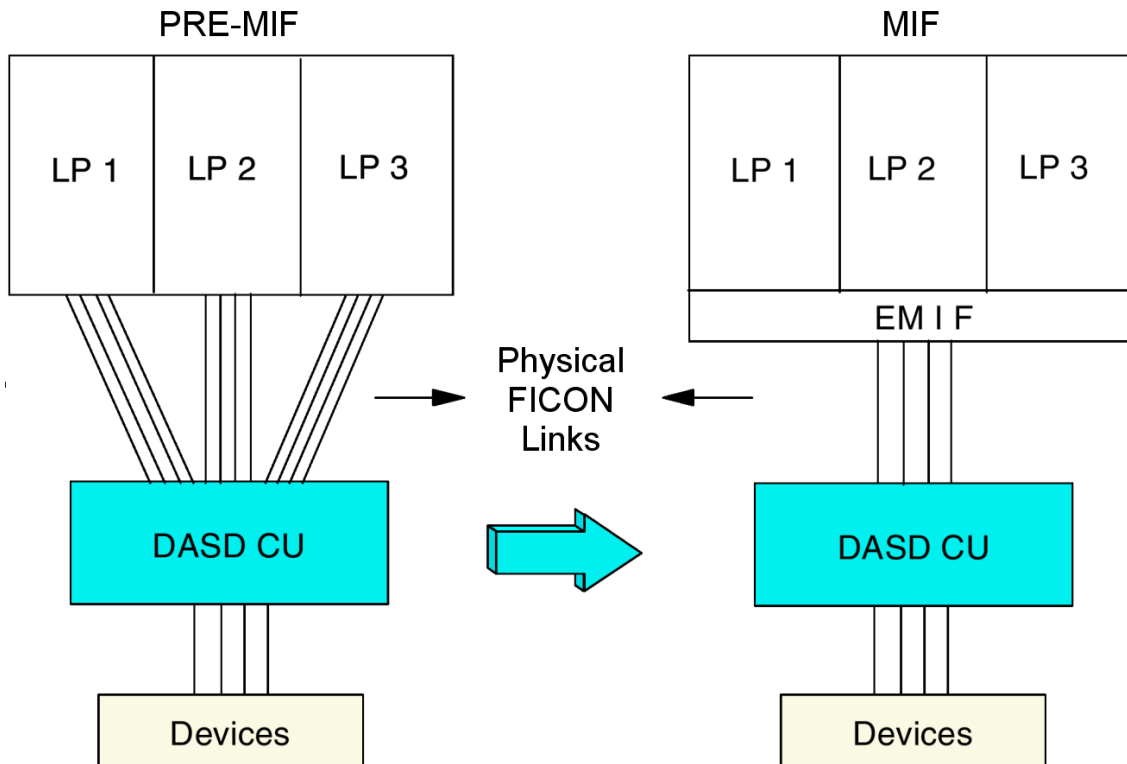 PRE-MIF
MIF
LP 1
LP 2
LP 3
LP 1
LP 2
LP 3
EM I F
Physical
FICON
Links
DASD CU
DASD CU
Devices
Devices